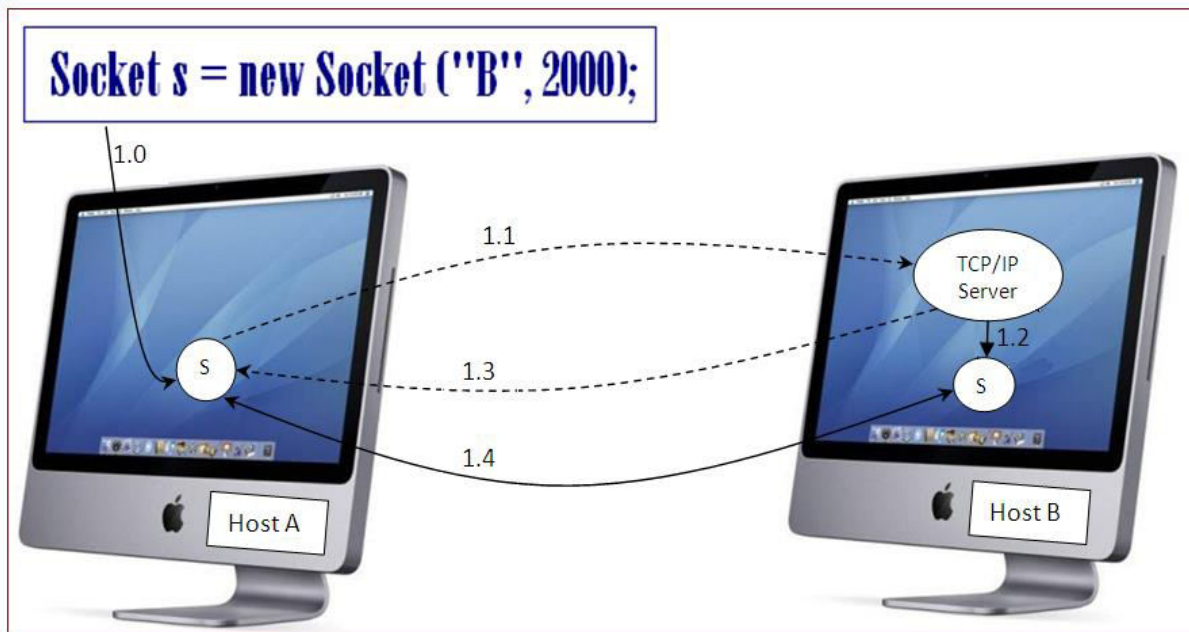 Socket s = new Socket ("B", 2000);
1.0
1.1
TCP/IP
Server
1.2
S
1.3
S
1.4
Host A
Host B